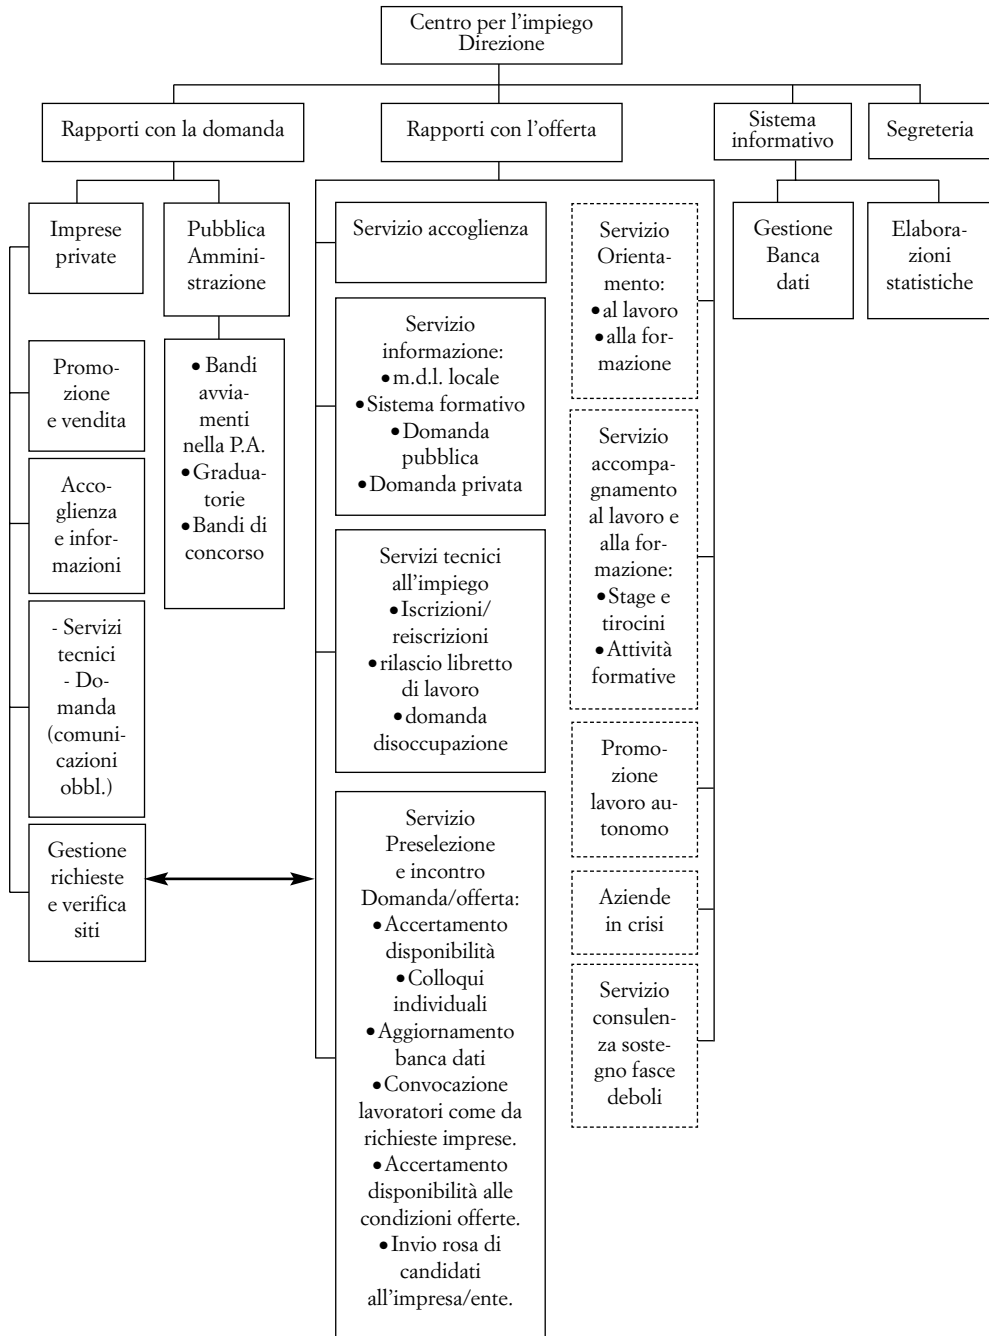 Centro per l'impiego
Direzione
Rapporti con la domanda
Rapporti con l'offerta
Sistema
informativo
Segreteria
Imprese
private
Pubblica
Ammini-
strazione
Servizio accoglienza
Servizio
Orienta-
mento:
• al lavoro
• alla for-
mazione
Gestione
Banca
dati
Elabora-
zioni
statistiche
Promo-
zione
e vendita
Acco-
glienza
e infor-
mazioni
- Servizi
tecnici
- Do-
manda
(comuni-
cazioni
obbl.)
Gestione
richieste
e verifica
siti
• Bandi
avvia-
menti
nella P.A.
• Gradua-
torie
• Bandi di
concorso
Servizio
informazione:
• m.d.l. locale
• Sistema formativo
• Domanda
pubblica
• Domanda privata
Servizi tecnici
all'impiego
• Iscrizioni/
reiscrizioni
• rilascio libretto
di lavoro
• domanda
disoccupazione
Servizio
Preselezione
e incontro
Domanda/offerta:
• Accertamento
disponibilità
• Colloqui
individuali
• Aggiornamento
banca dati
• Convocazione
lavoratori come da
richieste imprese.
• Accertamento
disponibilità alle
condizioni offerte.
• Invio rosa di
candidati
all'impresa/ente.
Servizio
accompa-
gnamento
al lavoro e
alla for-
mazione:
• Stage e
tirocini
• Attività
formative
Promo-
zione
lavoro au-
tonomo
Aziende
in crisi
Servizio
consulen-
za soste-
gno fasce
deboli